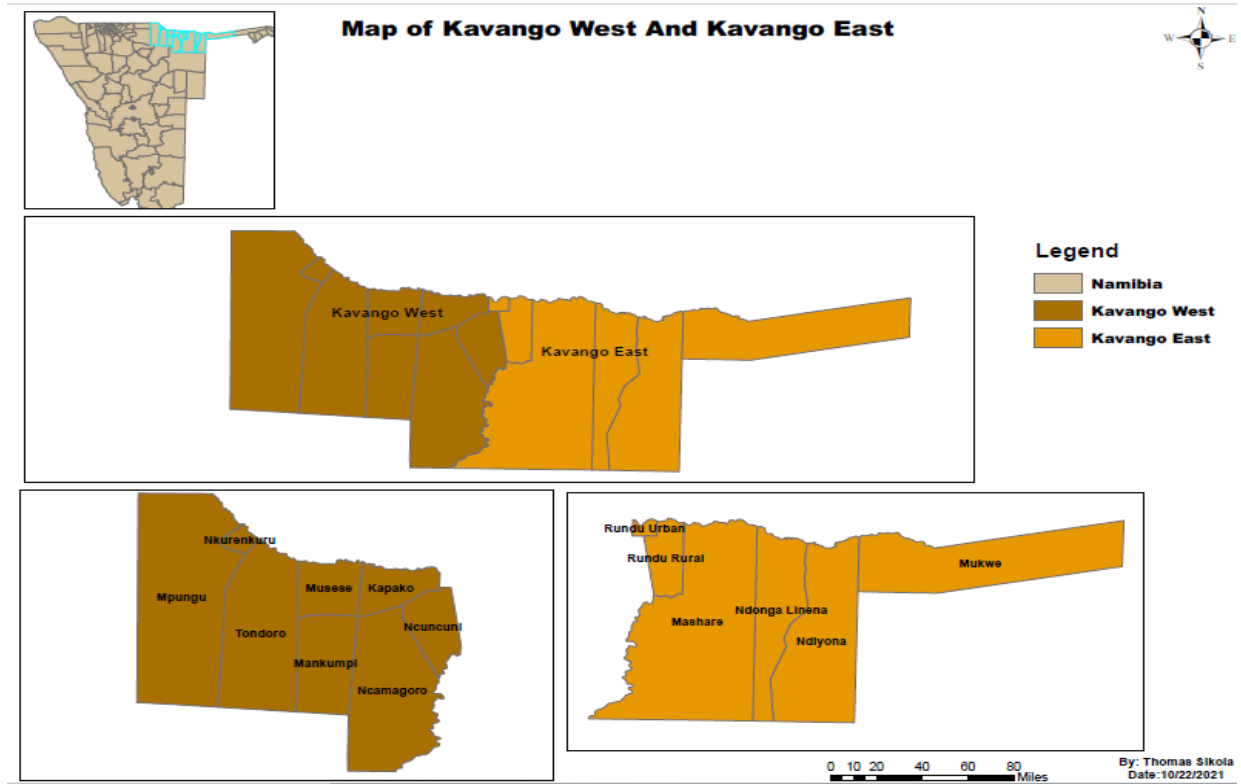 Map of Kavango West And Kavango East
N
W E
S
Kavango West
Kavango East
Legend
Namibia
Kavango West
Kavango East
Nkurenkuru
Mpungu
Musese
Kapako
Tondoro
Ncuncuni
Mankumpi
Ncamagoro
Rundu Urban
Rundu Rural
Mukwe
Mashare
Ndonga Linena
Ndiyona
0 10 20 40 60 80
Miles
By: Thomas Sikola
Date:10/22/2021